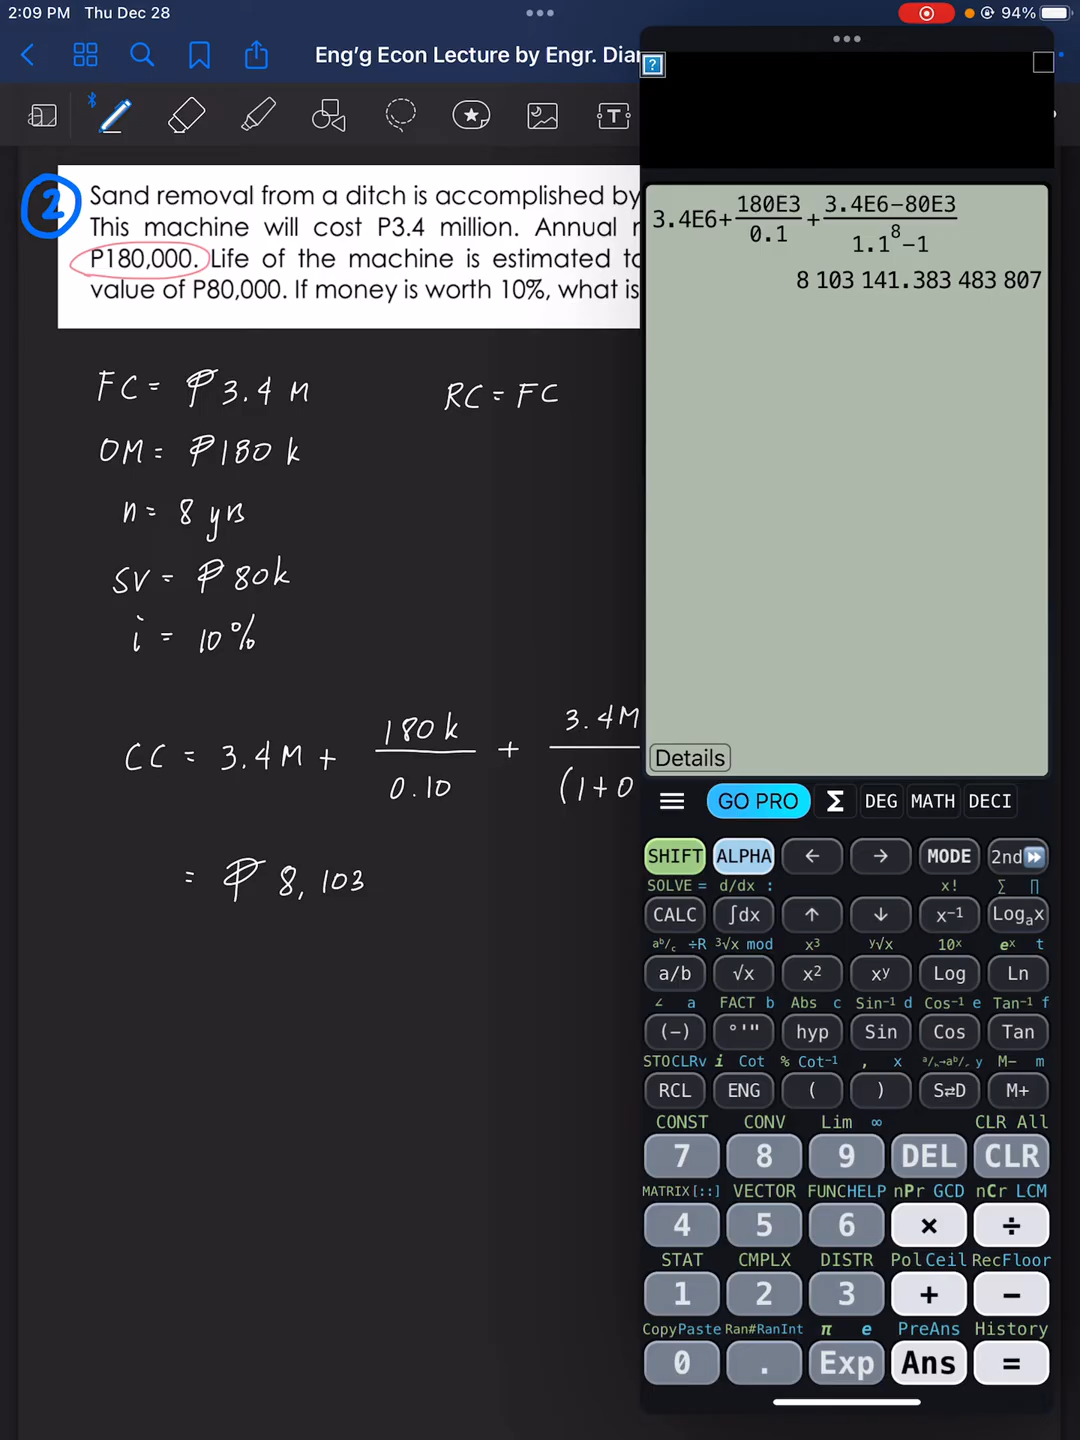 2:09 PM Thu Dec 28
94%
Eng'g Econ Lecture by Engr. Diar
T
2
Sand removal from a ditch is accomplished by
This machine will cost P3.4 million. Annual
P180,000. Life of the machine is estimated to
value of P80,000. If money is worth 10%, what is
FC = ₱3.4 M
RC = FC
OM = ₱180 k
n = 8 yrs
SV = ₱80k
i = 10%
CC = 3.4M + 180k / 0.10 + 3.4M / (1+0
= ₱ 8,103
?
3.4E6+180E3/0.1+3.4E6-80E3/1.1^8-1
8 103 141.383 483 807
Details
GO PRO Σ DEG MATH DECI
SHIFT ALPHA ← → MODE 2nd
SOLVE = d/dx : x! ∑ ∏
CALC ∫dx ↑ ↓ x⁻¹ Logₐx
aᵇ/c ÷R ³√x mod x³ ʸ√x 10ˣ eˣ t
a/b √x x² xʸ Log Ln
∠ a FACT b Abs c Sin⁻¹ d Cos⁻¹ e Tan⁻¹ f
(−) °'" hyp Sin Cos Tan
STO CLRv i Cot % Cot⁻¹ , x y M− m
RCL ENG ( ) S⇄D M+
CONST CONV Lim ∞ CLR All
7 8 9 DEL CLR
MATRIX[::] VECTOR FUNC HELP nPr GCD nCr LCM
4 5 6 × ÷
STAT CMPLX DISTR Pol Ceil Rec Floor
1 2 3 + −
Copy Paste Ran# RanInt π e PreAns History
0 . Exp Ans =